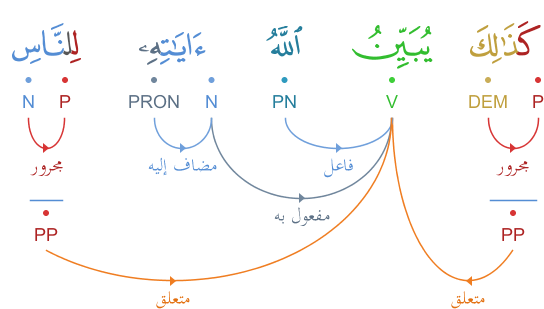 كَذَٰلِكَ يُبَيِّنُ ٱللَّهُ ءَايَـٰتِهِۦ لِلنَّاسِ
P DEM V PN N PRON P N
مجرور فاعل مضاف إليه مجرور
مفعول به
PP PP
متعلق متعلق